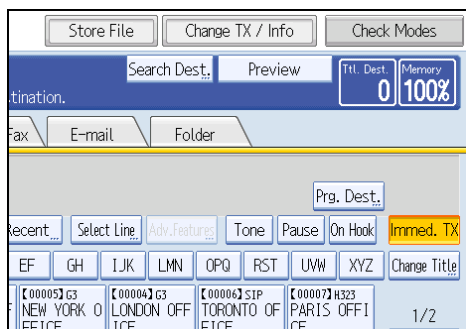 Store File Change TX / Info Check Modes
Search Dest. Preview Ttl. Dest. Memory
tination. 0 100%
Fax E-mail Folder
Prg. Dest.
Recent Select Line Adv.Features Tone Pause On Hook Immed. TX
EF GH IJK LMN OPQ RST UVW XYZ Change Title
【00005】G3 【00004】G3 【00006】SIP 【00007】H323
NEW YORK O LONDON OFF TORONTO OF PARIS OFFI 1/2
FFICE ICE FICE CE